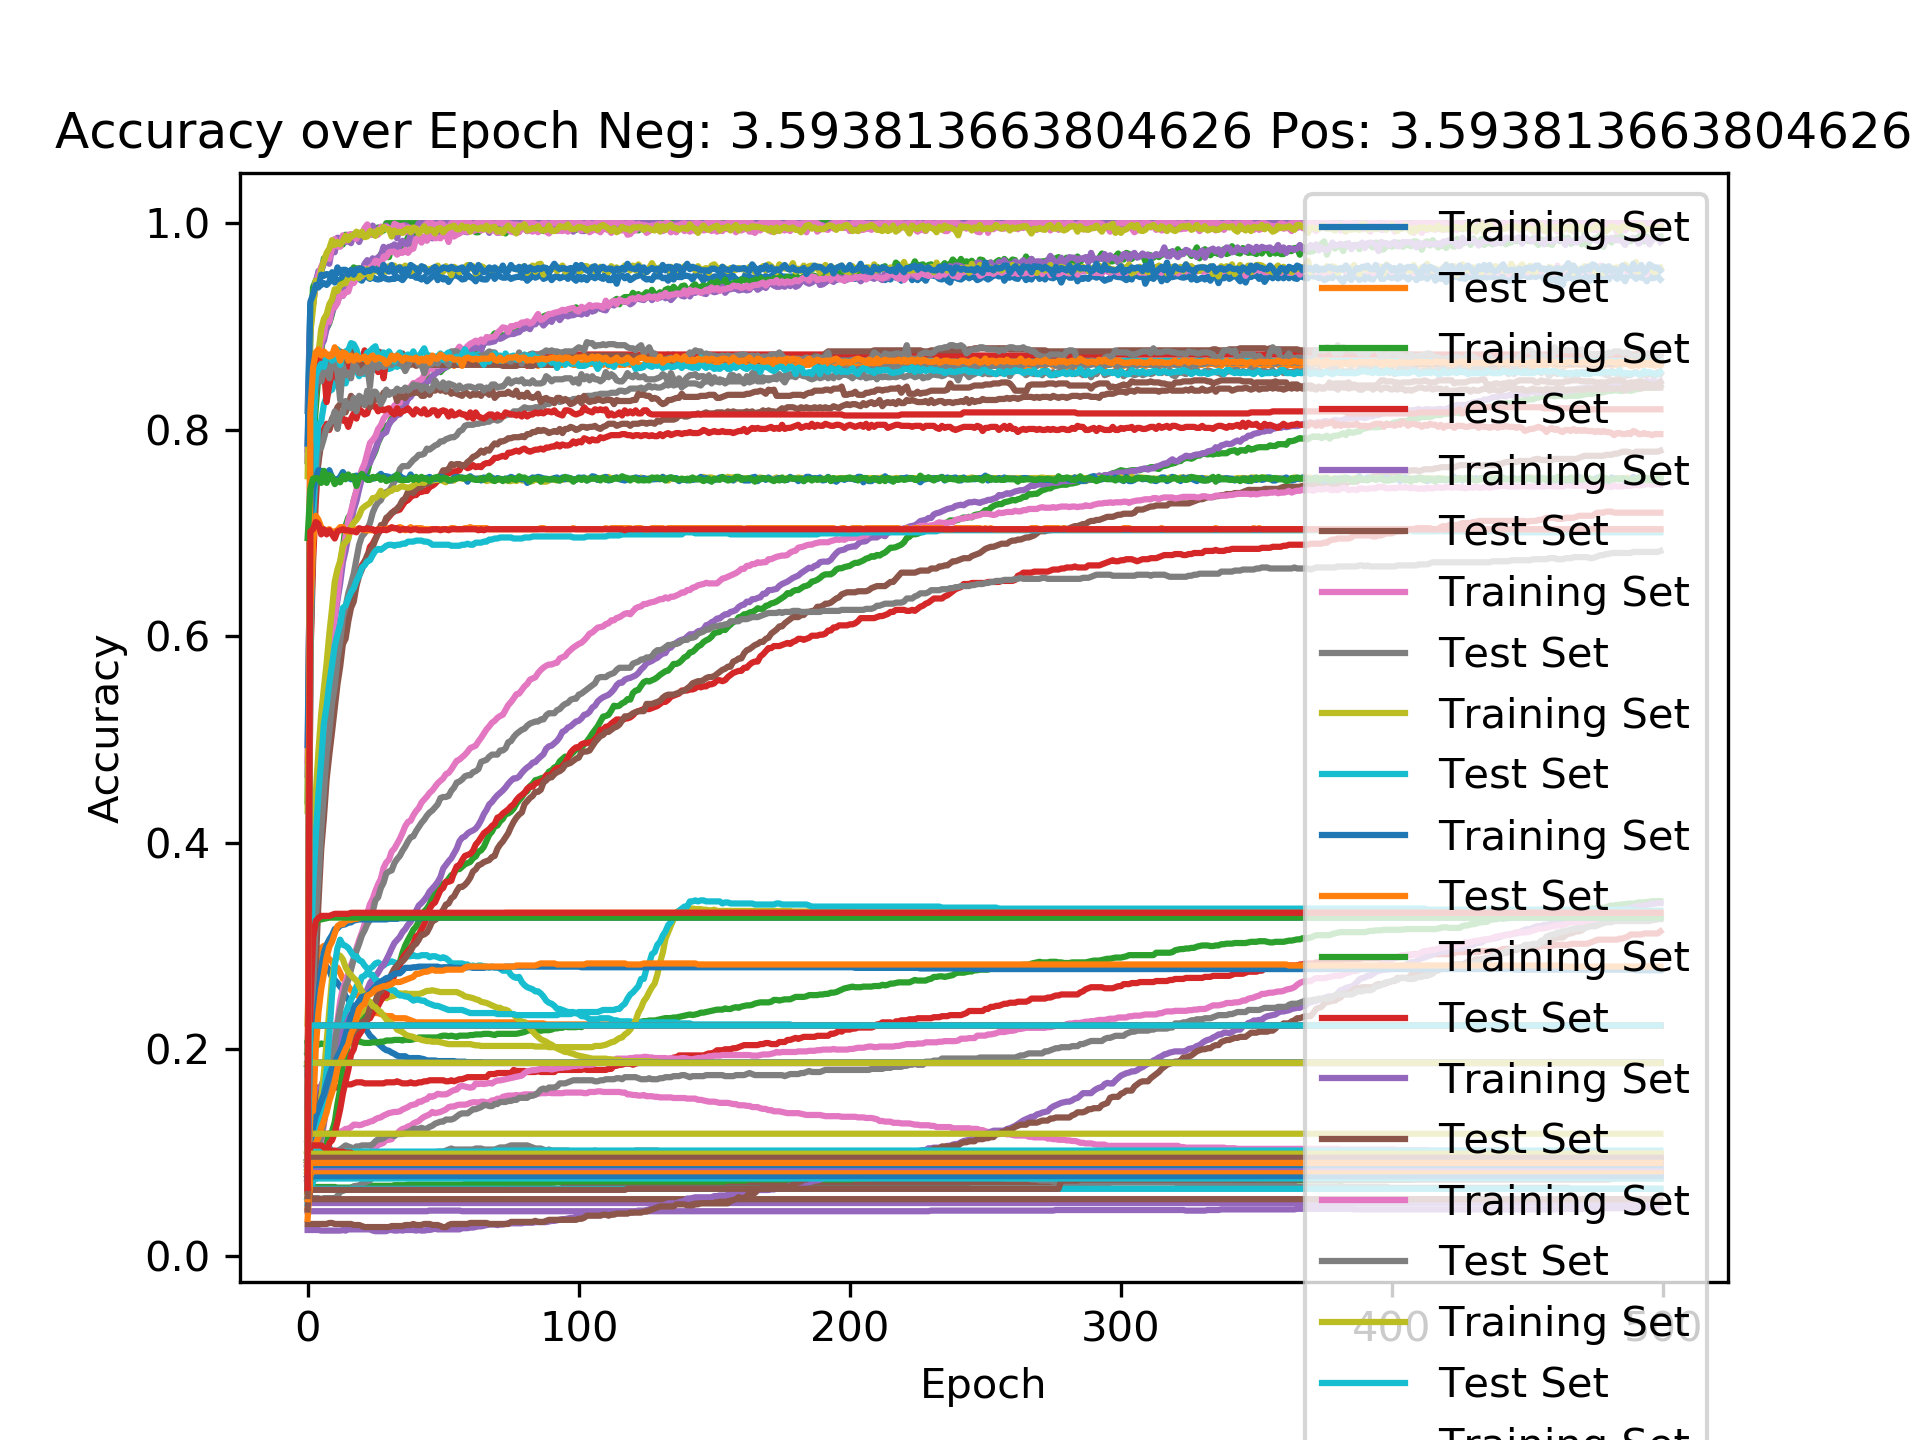 Accuracy over Epoch Neg: 3.593813663804626 Pos: 3.593813663804626
1.0
0.8
0.6
0.4
0.2
0.0
Accuracy
0 100 200 300 400 500
Epoch
Training Set
Test Set
Training Set
Test Set
Training Set
Test Set
Training Set
Test Set
Training Set
Test Set
Training Set
Test Set
Training Set
Test Set
Training Set
Test Set
Training Set
Test Set
Training Set
Test Set
Training Set